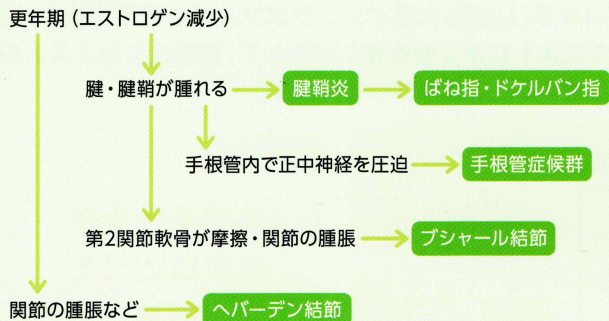 更年期（エストロゲン減少）
腱・腱鞘が腫れる
腱鞘炎
ばね指・ドケルバン指
手根管内で正中神経を圧迫
手根管症候群
第2関節軟骨が摩擦・関節の腫脹
ブシャール結節
関節の腫脹など
ヘバーデン結節